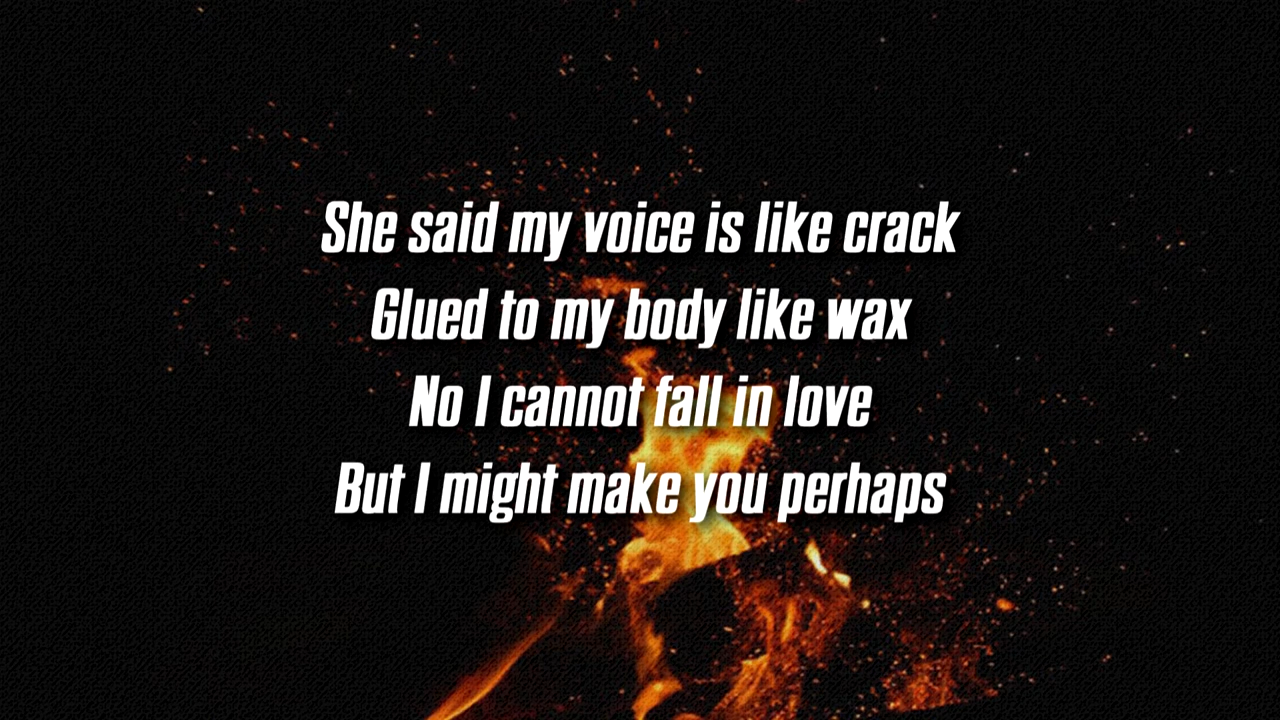 She said my voice is like crack
Glued to my body like wax
No I cannot fall in love
But I might make you perhaps